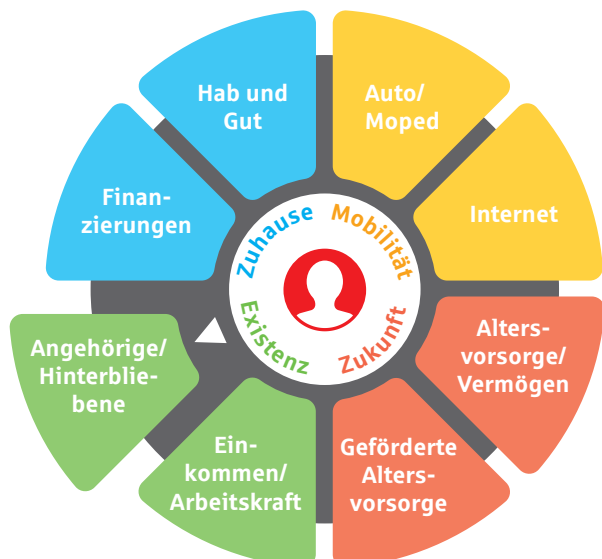 Hab und
Gut
Auto/
Moped
Finan-
zierungen
Internet
Zuhause
Mobilität
Existenz
Zukunft
Angehörige/
Hinterblie-
bene
Alters-
vorsorge/
Vermögen
Ein-
kommen/
Arbeitskraft
Geförderte
Alters-
vorsorge